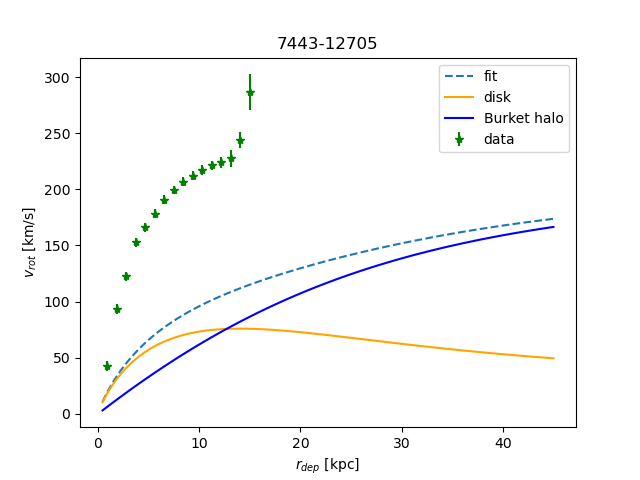 7443-12705
300
250
200
150
100
50
0
v_rot [km/s]
fit
disk
Burket halo
data
0 10 20 30 40
r_dep [kpc]